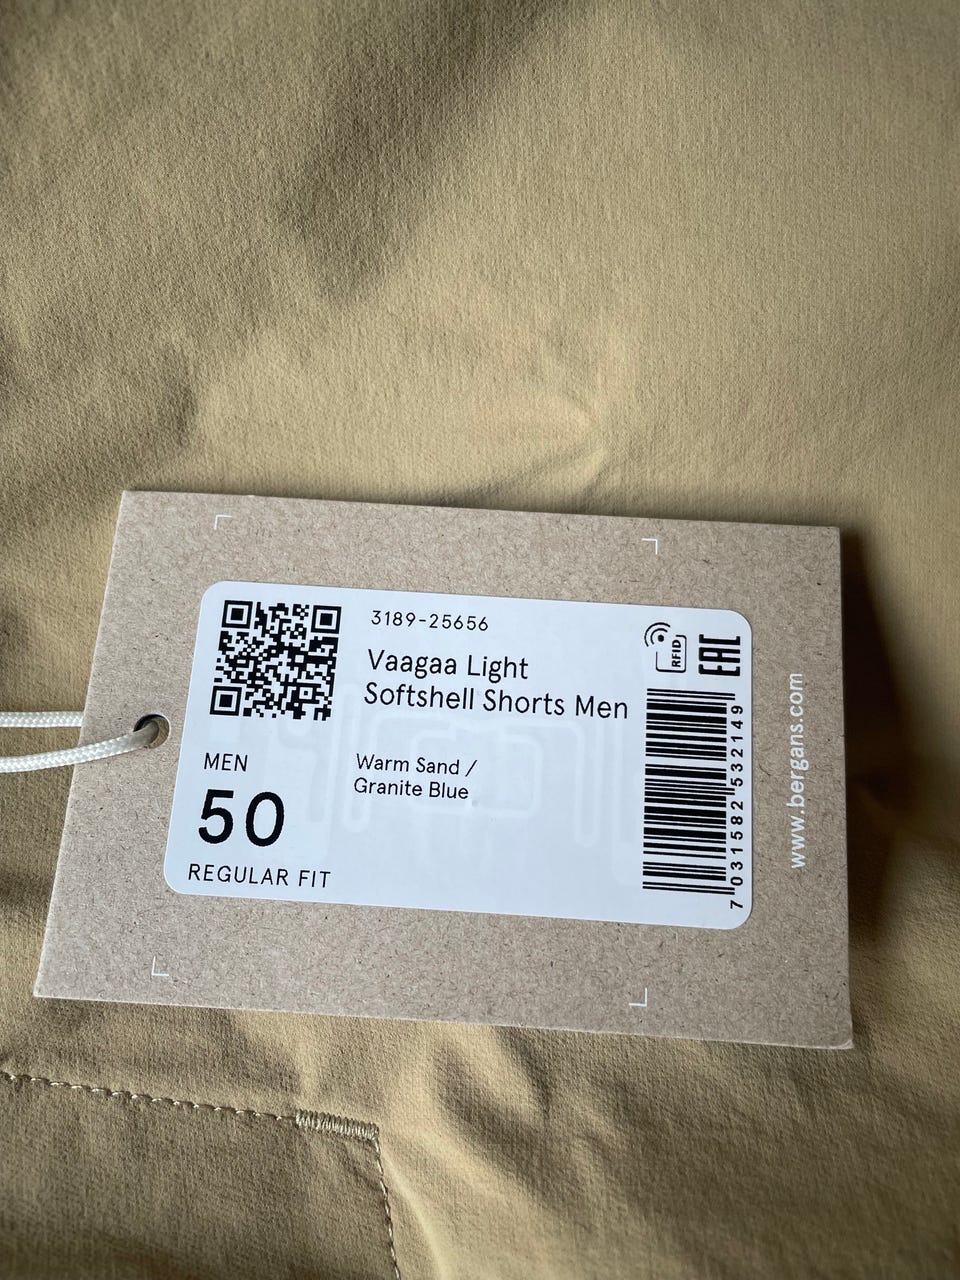 3189-25656
Vaagaa Light
Softshell Shorts Men
MEN
50
REGULAR FIT
Warm Sand /
Granite Blue
RFID
EAC
7 031582 532149
www.bergans.com